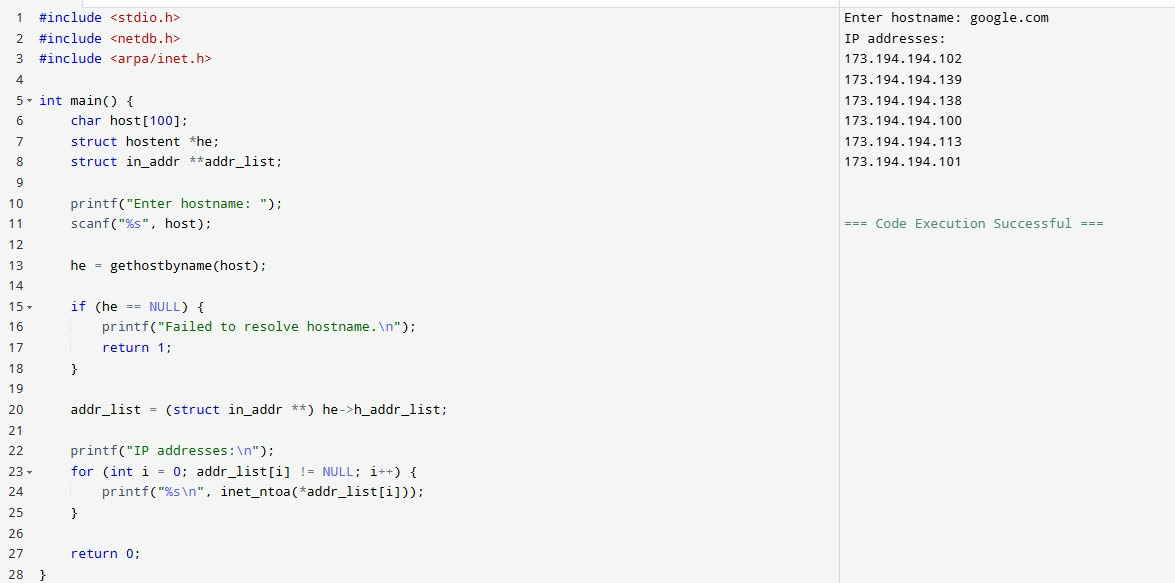 1 #include <stdio.h>
2 #include <netdb.h>
3 #include <arpa/inet.h>
4
5 int main() {
6     char host[100];
7     struct hostent *he;
8     struct in_addr **addr_list;
9
10     printf("Enter hostname: ");
11     scanf("%s", host);
12
13     he = gethostbyname(host);
14
15     if (he == NULL) {
16         printf("Failed to resolve hostname.\n");
17         return 1;
18     }
19
20     addr_list = (struct in_addr **) he->h_addr_list;
21
22     printf("IP addresses:\n");
23     for (int i = 0; addr_list[i] != NULL; i++) {
24         printf("%s\n", inet_ntoa(*addr_list[i]));
25     }
26
27     return 0;
28 }
Enter hostname: google.com
IP addresses:
173.194.194.102
173.194.194.139
173.194.194.138
173.194.194.100
173.194.194.113
173.194.194.101
=== Code Execution Successful ===